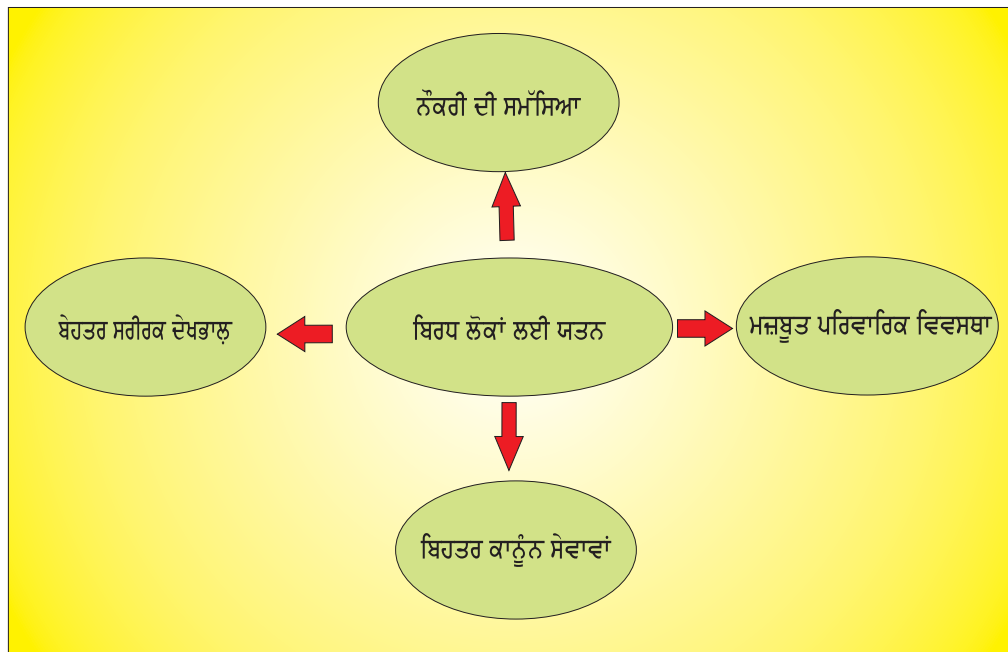 ਨੌਕਰੀ ਦੀ ਸਮੱਸਿਆ
ਬੇਹਤਰ ਸਰੀਰਕ ਦੇਖਭਾਲ਼
ਬਿਰਧ ਲੋਕਾਂ ਲਈ ਯਤਨ
ਮਜ਼ਬੂਤ ਪਰਿਵਾਰਿਕ ਵਿਵਸਥਾ
ਬਿਹਤਰ ਕਾਨੂੰਨ ਸੇਵਾਵਾਂ